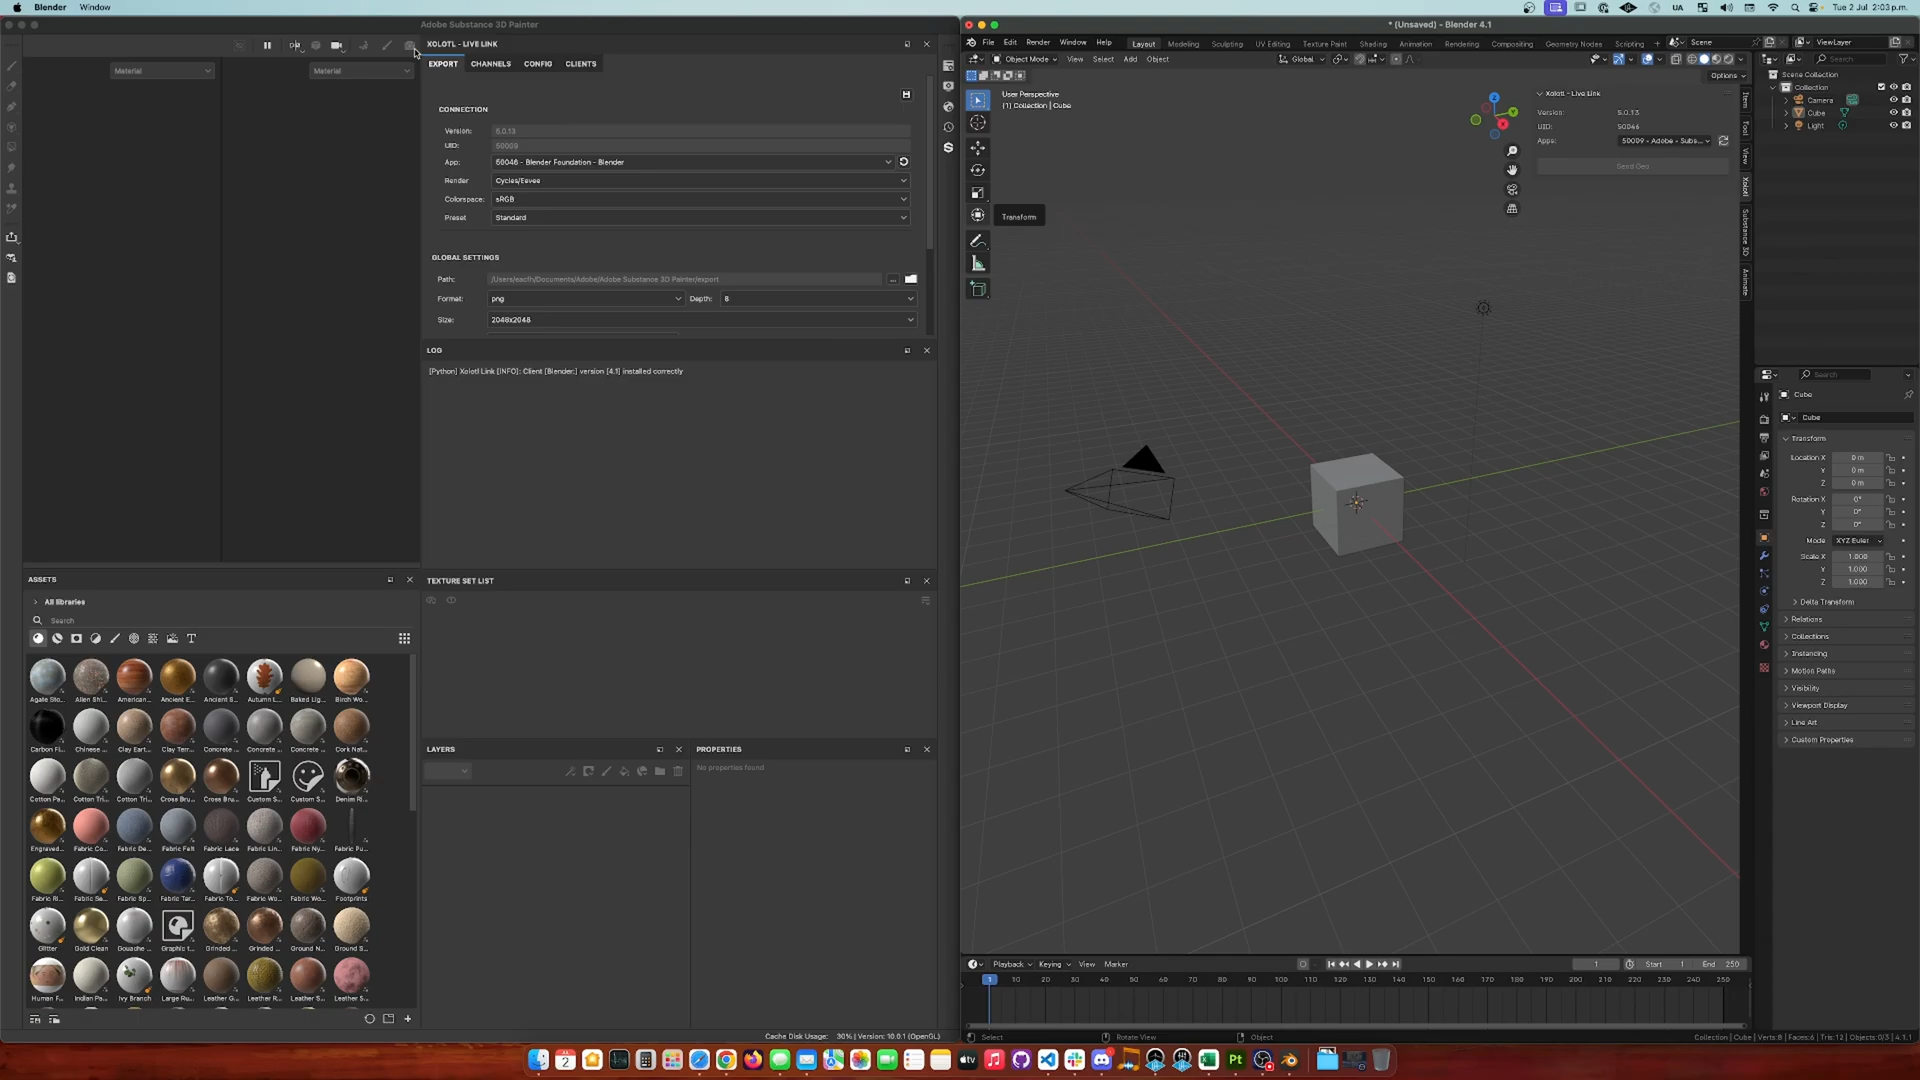 Blender Window
Tue 2 Jul 2:03 p.m.
Adobe Substance 3D Painter
* (Unsaved) - Blender 4.1
Material
Material
XOLOTL - LIVE LINK
EXPORT CHANNELS CONFIG CLIENTS
CONNECTION
Version: 5.0.13
UID: 50009
App: 50046 - Blender Foundation - Blender
Render Cycles/Eevee
Colorspace: sRGB
Preset Standard
GLOBAL SETTINGS
Path: /Users/eacfh/Documents/Adobe/Adobe Substance 3D Painter/export
Format: png Depth: 8
Size: 2048x2048
LOG
[Python] Xolotl Link [INFO]: Client [Blender:] version [4.1] installed correctly
TEXTURE SET LIST
LAYERS
PROPERTIES
No properties found
ASSETS
All libraries
Search
Agate Sto... Alien Shi... American... Ancient E... Ancient S... Autumn L... Baked Lig... Birch Wo...
Carbon Fi... Chinese ... Clay Eart... Clay Terr... Concrete ... Concrete ... Concrete ... Cork Nat...
Cotton Pa... Cotton Tri... Cotton Tri... Cross Bru... Cross Bru... Custom S... Custom S... Denim Ri...
Engraved... Fabric Co... Fabric De... Fabric Felt Fabric Lace Fabric Lin... Fabric Ny... Fabric Pu...
Fabric Ri... Fabric Se... Fabric Sp... Fabric Tar... Fabric To... Fabric Wo... Fabric Wo... Footprints
Glitter Gold Clean Gouache ... Graphic t... Grinded ... Grinded ... Ground N... Ground S...
Human F... Indian Pa... Ivy Branch Large Ru... Leather G... Leather R... Leather S... Leather S...
Cache Disk Usage: 30% | Version: 10.0.1 (OpenGL)
File Edit Render Window Help Layout Modeling Sculpting UV Editing Texture Paint Shading Animation Rendering Compositing Geometry Nodes Scripting +
Scene ViewLayer
Object Mode View Select Add Object Global
Options
User Perspective
(1) Collection | Cube
Transform
Xolotl - Live Link
Version: 5.0.13
UID: 50046
Apps: 50009 - Adobe - Subs...
Send Geo
Item
Tool
View
Xolotl
Substance 3D
Animate
Search
Scene Collection
Collection
Camera
Cube
Light
Search
Cube
Cube
Transform
Location X 0 m
Y 0 m
Z 0 m
Rotation X 0°
Y 0°
Z 0°
Mode XYZ Euler
Scale X 1.000
Y 1.000
Z 1.000
Delta Transform
Relations
Collections
Instancing
Motion Paths
Visibility
Viewport Display
Line Art
Custom Properties
Playback Keying View Marker 1 Start 1 End 250
1 10 20 30 40 50 60 70 80 90 100 110 120 130 140 150 160 170 180 190 200 210 220 230 240 250
Select Rotate View Object
Collection | Cube | Verts:8 | Faces:6 | Tris:12 | Objects:0/3 | 4.1.1